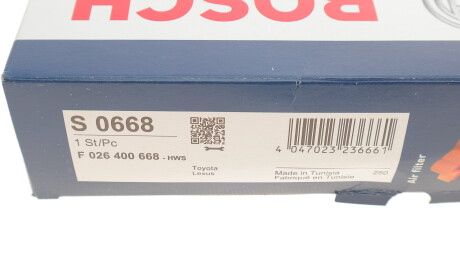 BOSCH
S 0668
1 St/Pc
F 026 400 668 - HWS
Toyota
Lexus
4 047023 236661
Made in Tunisia
Fabriqué en Tunisie
250
Air filter